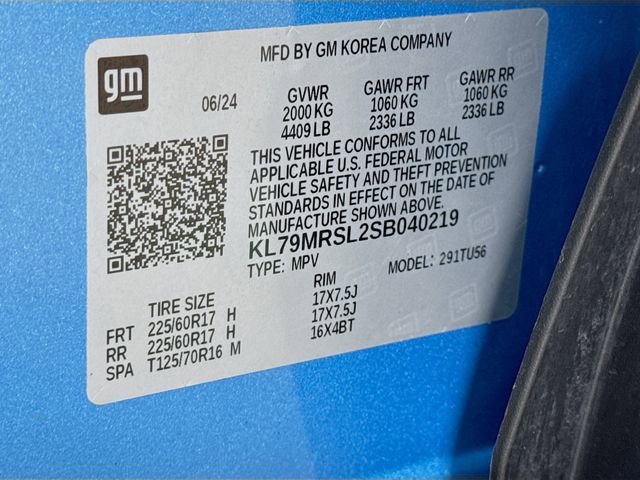 MFD BY GM KOREA COMPANY
gm
06/24
GVWR GAWR FRT GAWR RR
2000 KG 1060 KG 1060 KG
4409 LB 2336 LB 2336 LB
THIS VEHICLE CONFORMS TO ALL
APPLICABLE U.S. FEDERAL MOTOR
VEHICLE SAFETY AND THEFT PREVENTION
STANDARDS IN EFFECT ON THE DATE OF
MANUFACTURE SHOWN ABOVE.
KL79MRSL2SB040219
TYPE: MPV MODEL: 291TU56
TIRE SIZE RIM
FRT 225/60R17 H 17X7.5J
RR 225/60R17 H 17X7.5J
SPA T125/70R16 M 16X4BT